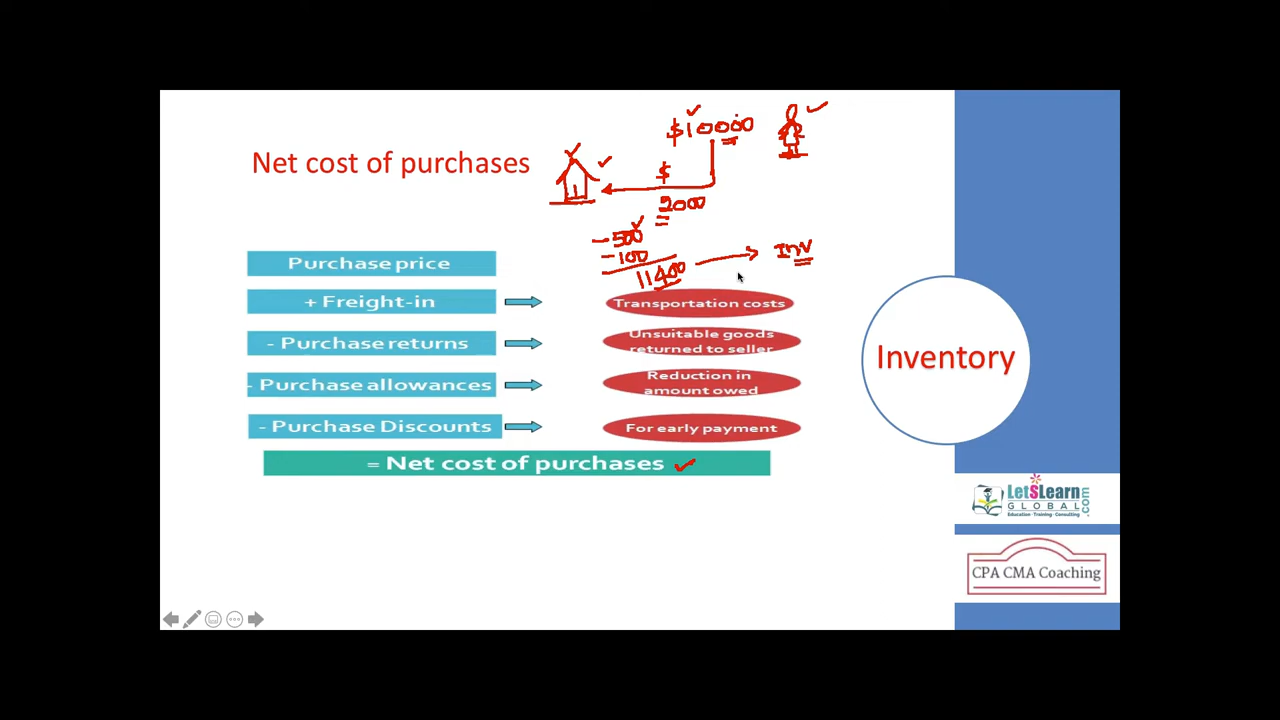 $10000
Net cost of purchases
$
2000
-500
-100
11400
INV
Purchase price
+ Freight-in
Transportation costs
- Purchase returns
Unsuitable goods
returned to seller
- Purchase allowances
Reduction in
amount owed
- Purchase Discounts
For early payment
= Net cost of purchases
Inventory
LetSLearn
GLOBAL
.com
Education · Training · Consulting
CPA CMA Coaching